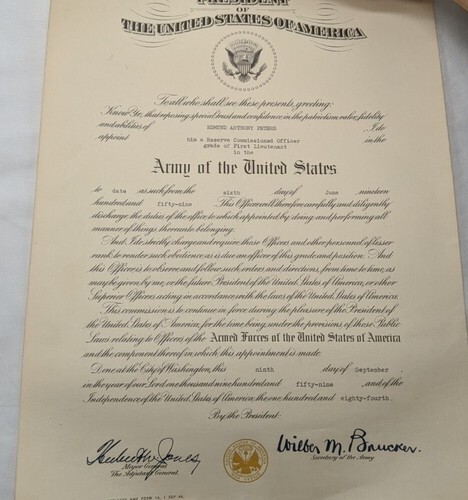 PRESIDENT
OF
THE UNITED STATES OF AMERICA
To all who shall see these presents, greeting:
Know Ye, that reposing special trust and confidence in the patriotism, valor, fidelity
and abilities of EDMUND ANTHONY PETERS , I do
appoint him a Reserve Commissioned Officer in the
grade of First Lieutenant
in the
Army of the United States
to date as such from the sixth day of June nineteen
hundred and fifty-nine . This Officer will therefore carefully and diligently
discharge the duties of the office to which appointed by doing and performing all
manner of things thereunto belonging.
And I do strictly charge and require those Officers and other personnel of lesser
rank to render such obedience as is due an officer of this grade and position. And
this Officer is to observe and follow such orders and directions, from time to time, as
may be given by me, or the future President of the United States of America, or other
Superior Officers acting in accordance with the laws of the United States of America.
This commission is to continue in force during the pleasure of the President of
the United States of America, for the time being, under the provisions of those Public
Laws relating to Officers of the Armed Forces of the United States of America
and the component thereof in which this appointment is made.
Done at the City of Washington, this ninth day of September
in the year of our Lord one thousand nine hundred and fifty-nine , and of the
Independence of the United States of America the one hundred and eighty-fourth.
By the President:
Wilber M. Brucker.
Major General
The Adjutant General.
Secretary of the Army